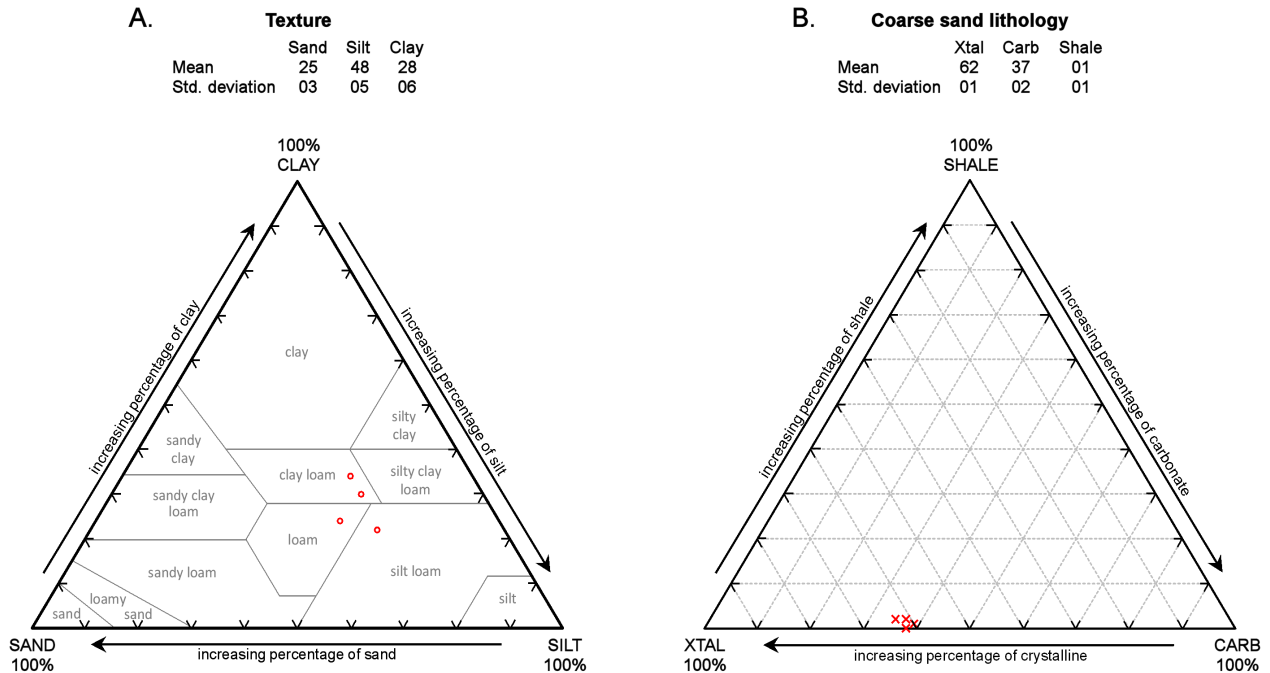 A.
Texture
Sand Silt Clay
Mean 25 48 28
Std. deviation 03 05 06
100%
CLAY
increasing percentage of clay
increasing percentage of silt
clay
silty
clay
sandy
clay
clay loam
silty clay
loam
sandy clay
loam
loam
sandy loam
silt loam
loamy
sand
sand
silt
SAND
100%
increasing percentage of sand
SILT
100%
B.
Coarse sand lithology
Xtal Carb Shale
Mean 62 37 01
Std. deviation 01 02 01
100%
SHALE
increasing percentage of shale
increasing percentage of carbonate
XTAL
100%
increasing percentage of crystalline
CARB
100%